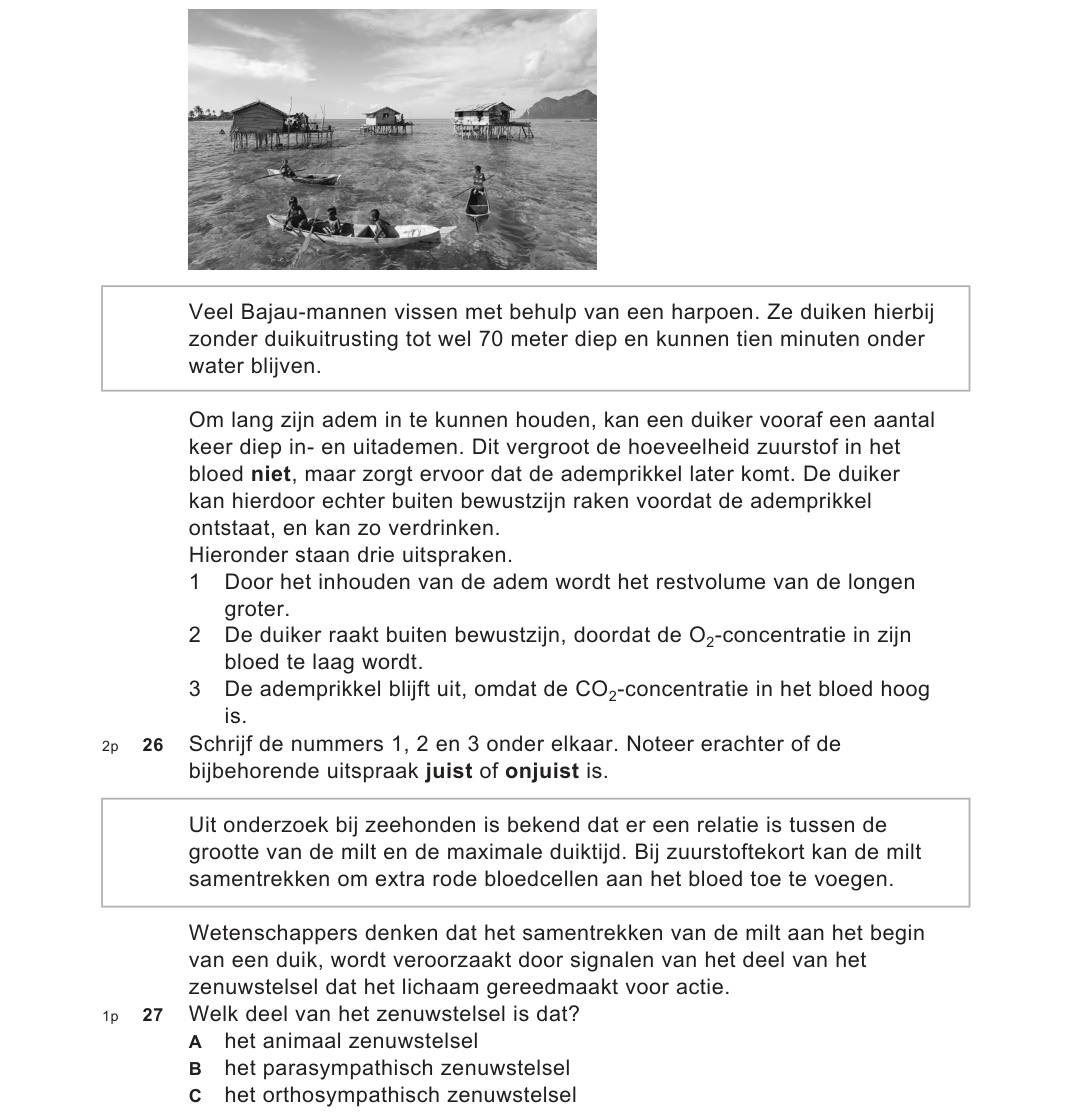 Veel Bajau-mannen vissen met behulp van een harpoen. Ze duiken hierbij
zonder duikuitrusting tot wel 70 meter diep en kunnen tien minuten onder
water blijven.
Om lang zijn adem in te kunnen houden, kan een duiker vooraf een aantal
keer diep in- en uitademen. Dit vergroot de hoeveelheid zuurstof in het
bloed niet, maar zorgt ervoor dat de ademprikkel later komt. De duiker
kan hierdoor echter buiten bewustzijn raken voordat de ademprikkel
ontstaat, en kan zo verdrinken.
Hieronder staan drie uitspraken.
1 Door het inhouden van de adem wordt het restvolume van de longen
groter.
2 De duiker raakt buiten bewustzijn, doordat de O₂-concentratie in zijn
bloed te laag wordt.
3 De ademprikkel blijft uit, omdat de CO₂-concentratie in het bloed hoog
is.
2p 26 Schrijf de nummers 1, 2 en 3 onder elkaar. Noteer erachter of de
bijbehorende uitspraak juist of onjuist is.
Uit onderzoek bij zeehonden is bekend dat er een relatie is tussen de
grootte van de milt en de maximale duiktijd. Bij zuurstoftekort kan de milt
samentrekken om extra rode bloedcellen aan het bloed toe te voegen.
Wetenschappers denken dat het samentrekken van de milt aan het begin
van een duik, wordt veroorzaakt door signalen van het deel van het
zenuwstelsel dat het lichaam gereedmaakt voor actie.
1p 27 Welk deel van het zenuwstelsel is dat?
A het animaal zenuwstelsel
B het parasympathisch zenuwstelsel
C het orthosympathisch zenuwstelsel